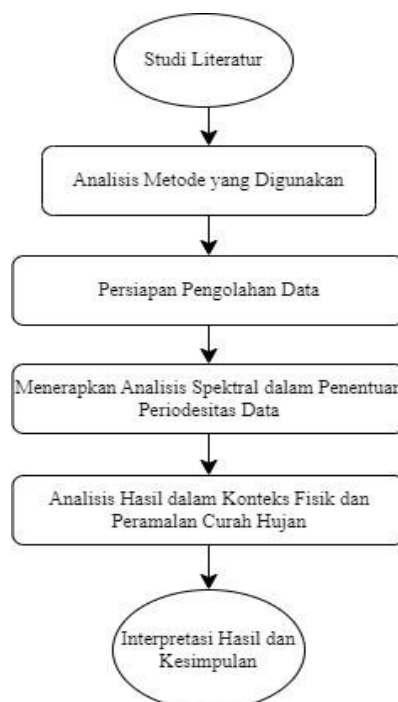 Studi Literatur
Analisis Metode yang Digunakan
Persiapan Pengolahan Data
Menerapkan Analisis Spektral dalam Penentuan
Periodesitas Data
Analisis Hasil dalam Konteks Fisik dan
Peramalan Curah Hujan
Interpretasi Hasil dan
Kesimpulan